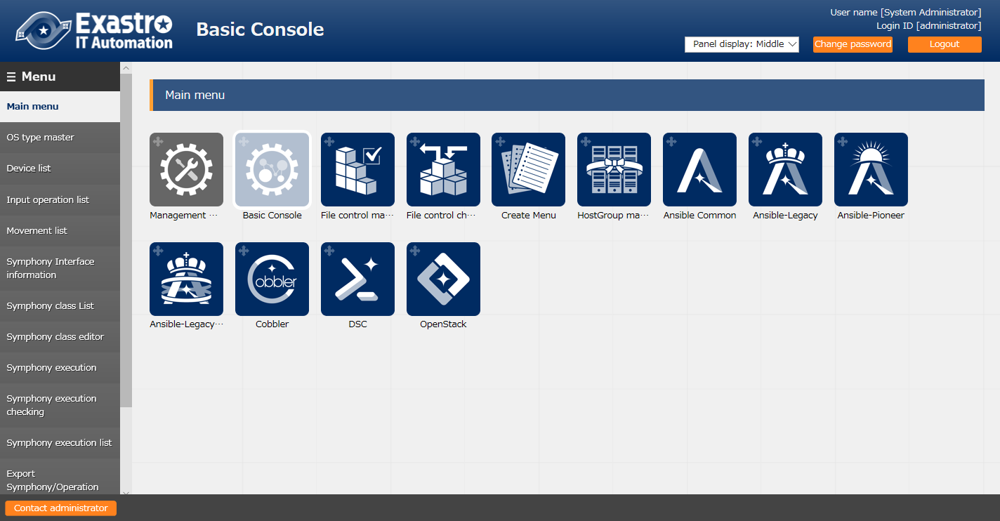 Exastro
IT Automation
Basic Console
User name [System Administrator]
Login ID [administrator]
Panel display: Middle
Change password
Logout
Menu
Main menu
OS type master
Device list
Input operation list
Movement list
Symphony Interface
information
Symphony class List
Symphony class editor
Symphony execution
Symphony execution
checking
Symphony execution list
Export
Symphony/Operation
Main menu
Management ···
Basic Console
File control ma···
File control ch···
Create Menu
HostGroup ma···
Ansible Common
Ansible-Legacy
Ansible-Pioneer
obbler
Ansible-Legacy···
Cobbler
DSC
OpenStack
Contact administrator